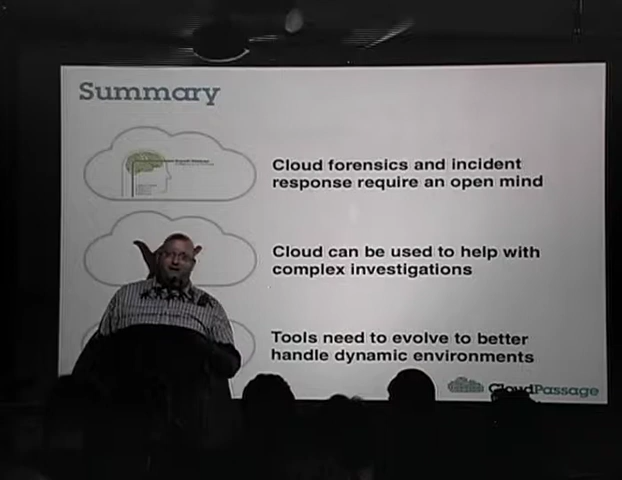 Summary
Cloud forensics and incident
response require an open mind
Cloud can be used to help with
complex investigations
Tools need to evolve to better
handle dynamic environments
CloudPassage